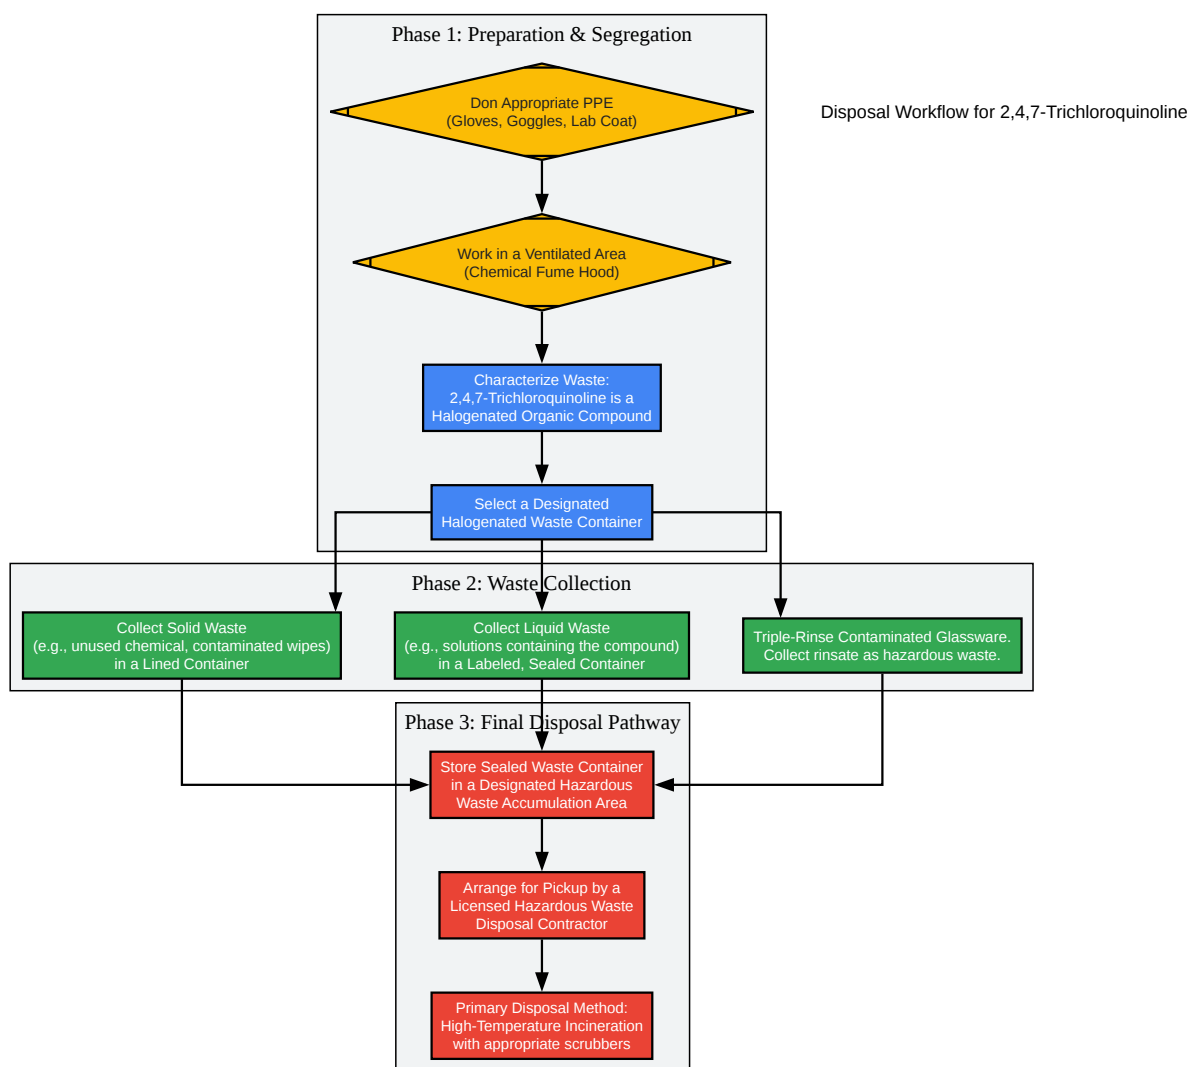 Phase 1: Preparation & Segregation
Don Appropriate PPE
(Gloves, Goggles, Lab Coat)
Disposal Workflow for 2,4,7-Trichloroquinoline
Work in a Ventilated Area
(Chemical Fume Hood)
Characterize Waste:
2,4,7-Trichloroquinoline is a
Halogenated Organic Compound
Select a Designated
Halogenated Waste Container
Phase 2: Waste Collection
Collect Solid Waste
(e.g., unused chemical, contaminated wipes)
in a Lined Container
Collect Liquid Waste
(e.g., solutions containing the compound)
in a Labeled, Sealed Container
Triple-Rinse Contaminated Glassware.
Collect rinsate as hazardous waste.
Phase 3: Final Disposal Pathway
Store Sealed Waste Container
in a Designated Hazardous
Waste Accumulation Area
Arrange for Pickup by a
Licensed Hazardous Waste
Disposal Contractor
Primary Disposal Method:
High-Temperature Incineration
with appropriate scrubbers